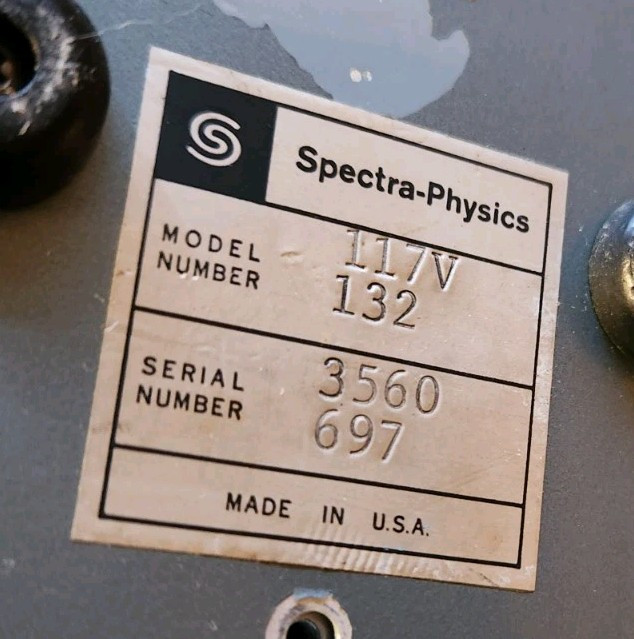 Spectra-Physics
MODEL NUMBER 117V
132
SERIAL NUMBER 3560
697
MADE IN U.S.A.